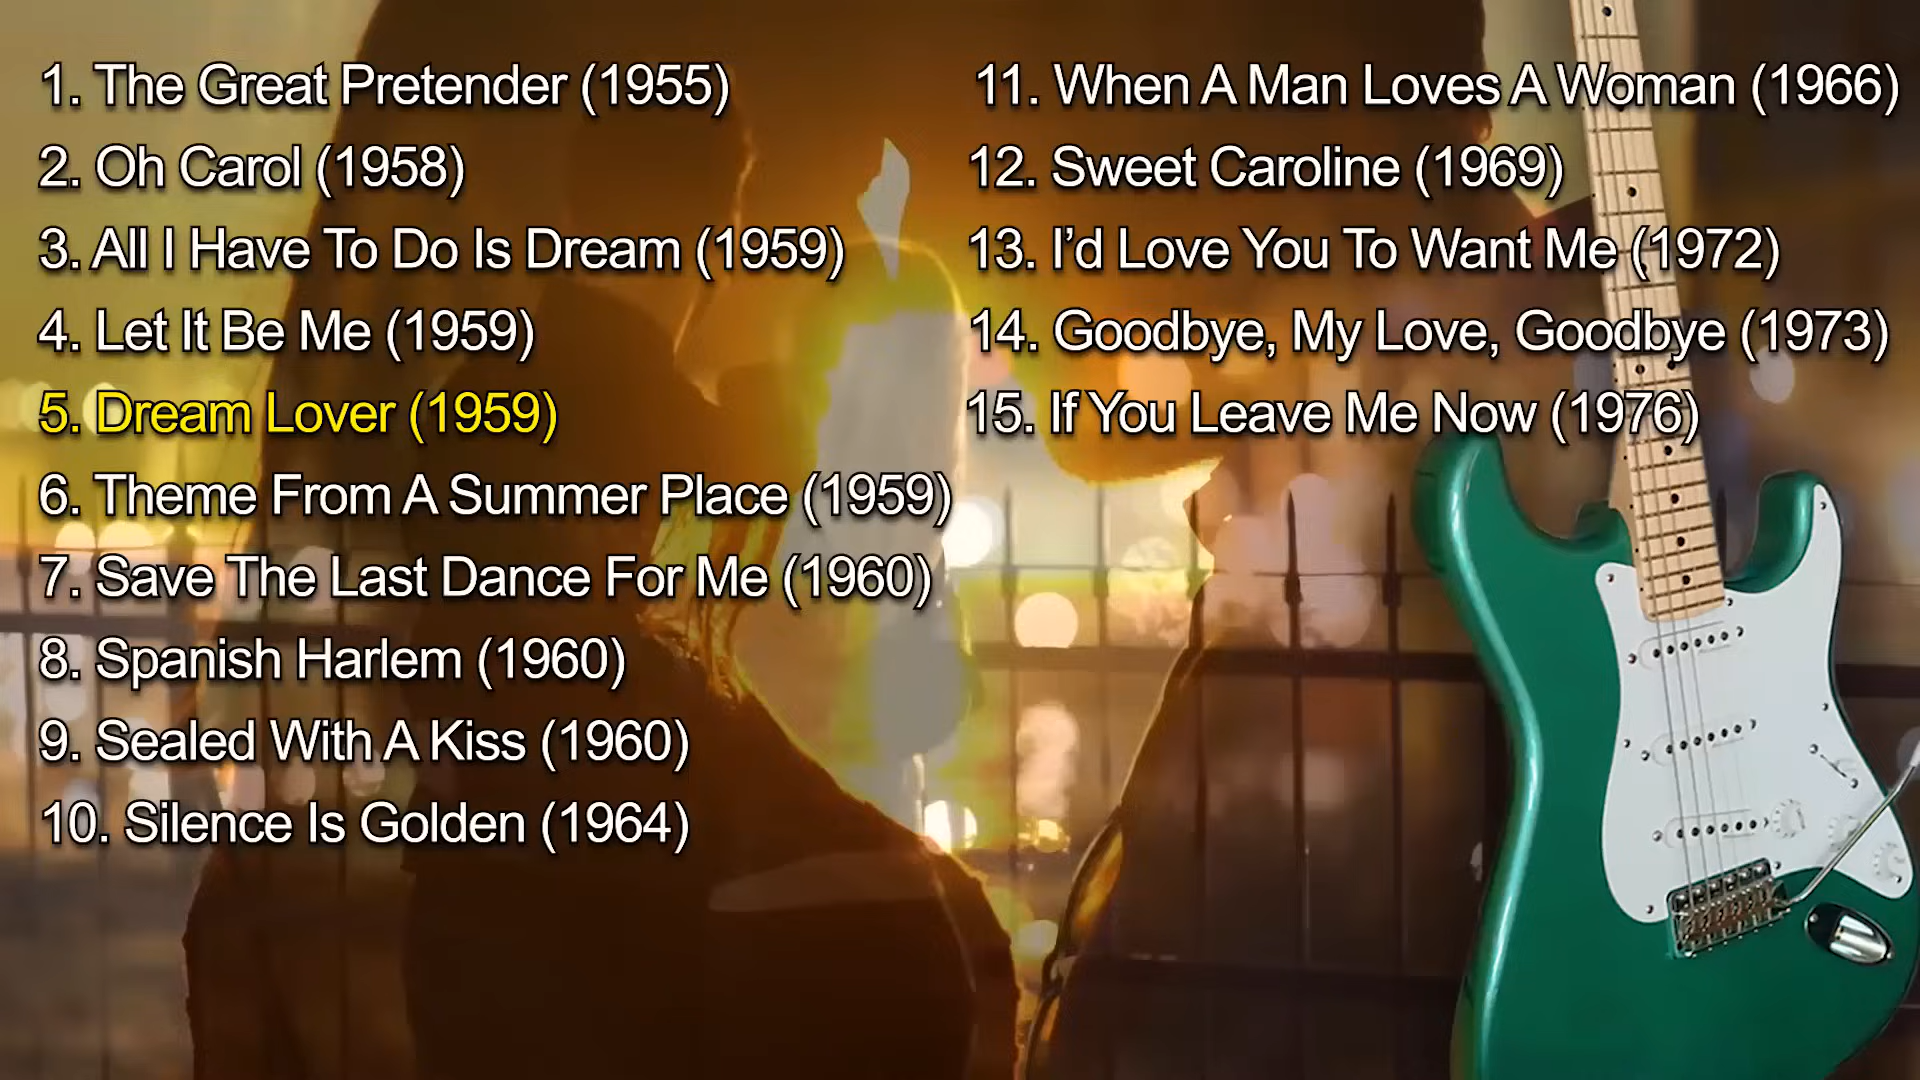 1. The Great Pretender (1955)
2. Oh Carol (1958)
3. All I Have To Do Is Dream (1959)
4. Let It Be Me (1959)
5. Dream Lover (1959)
6. Theme From A Summer Place (1959)
7. Save The Last Dance For Me (1960)
8. Spanish Harlem (1960)
9. Sealed With A Kiss (1960)
10. Silence Is Golden (1964)
11. When A Man Loves A Woman (1966)
12. Sweet Caroline (1969)
13. I’d Love You To Want Me (1972)
14. Goodbye, My Love, Goodbye (1973)
15. If You Leave Me Now (1976)